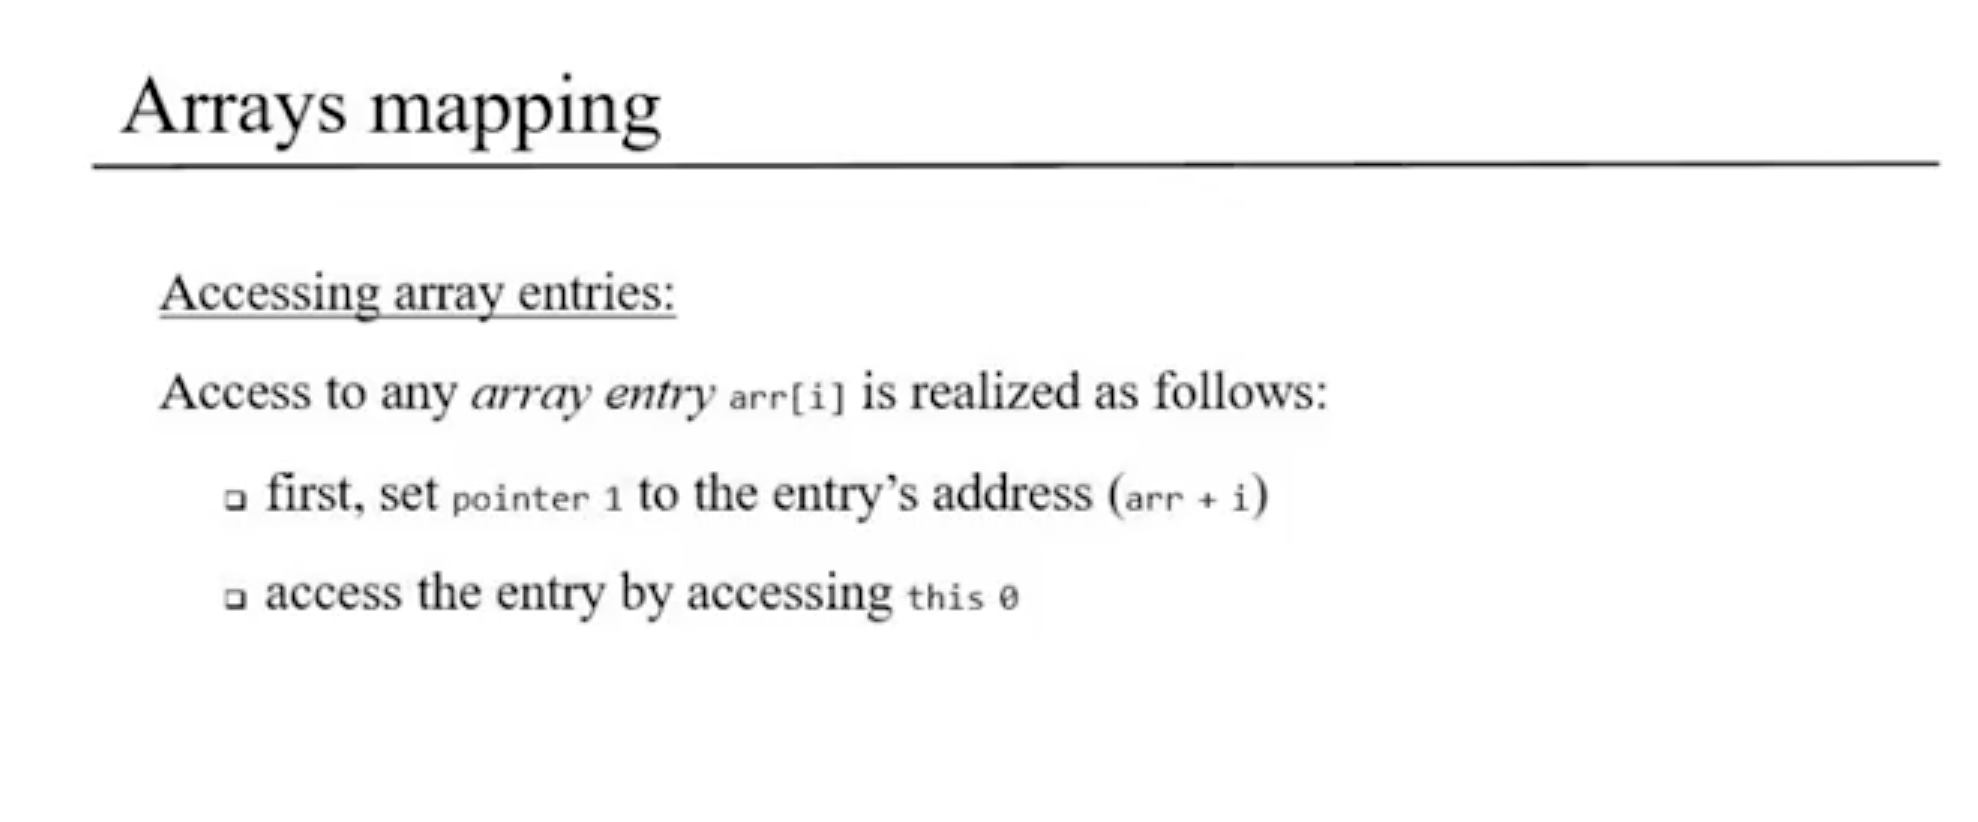 Arrays mapping
Accessing array entries:
Access to any array entry arr[i] is realized as follows:
❑ first, set pointer 1 to the entry’s address (arr + i)
❑ access the entry by accessing this 0